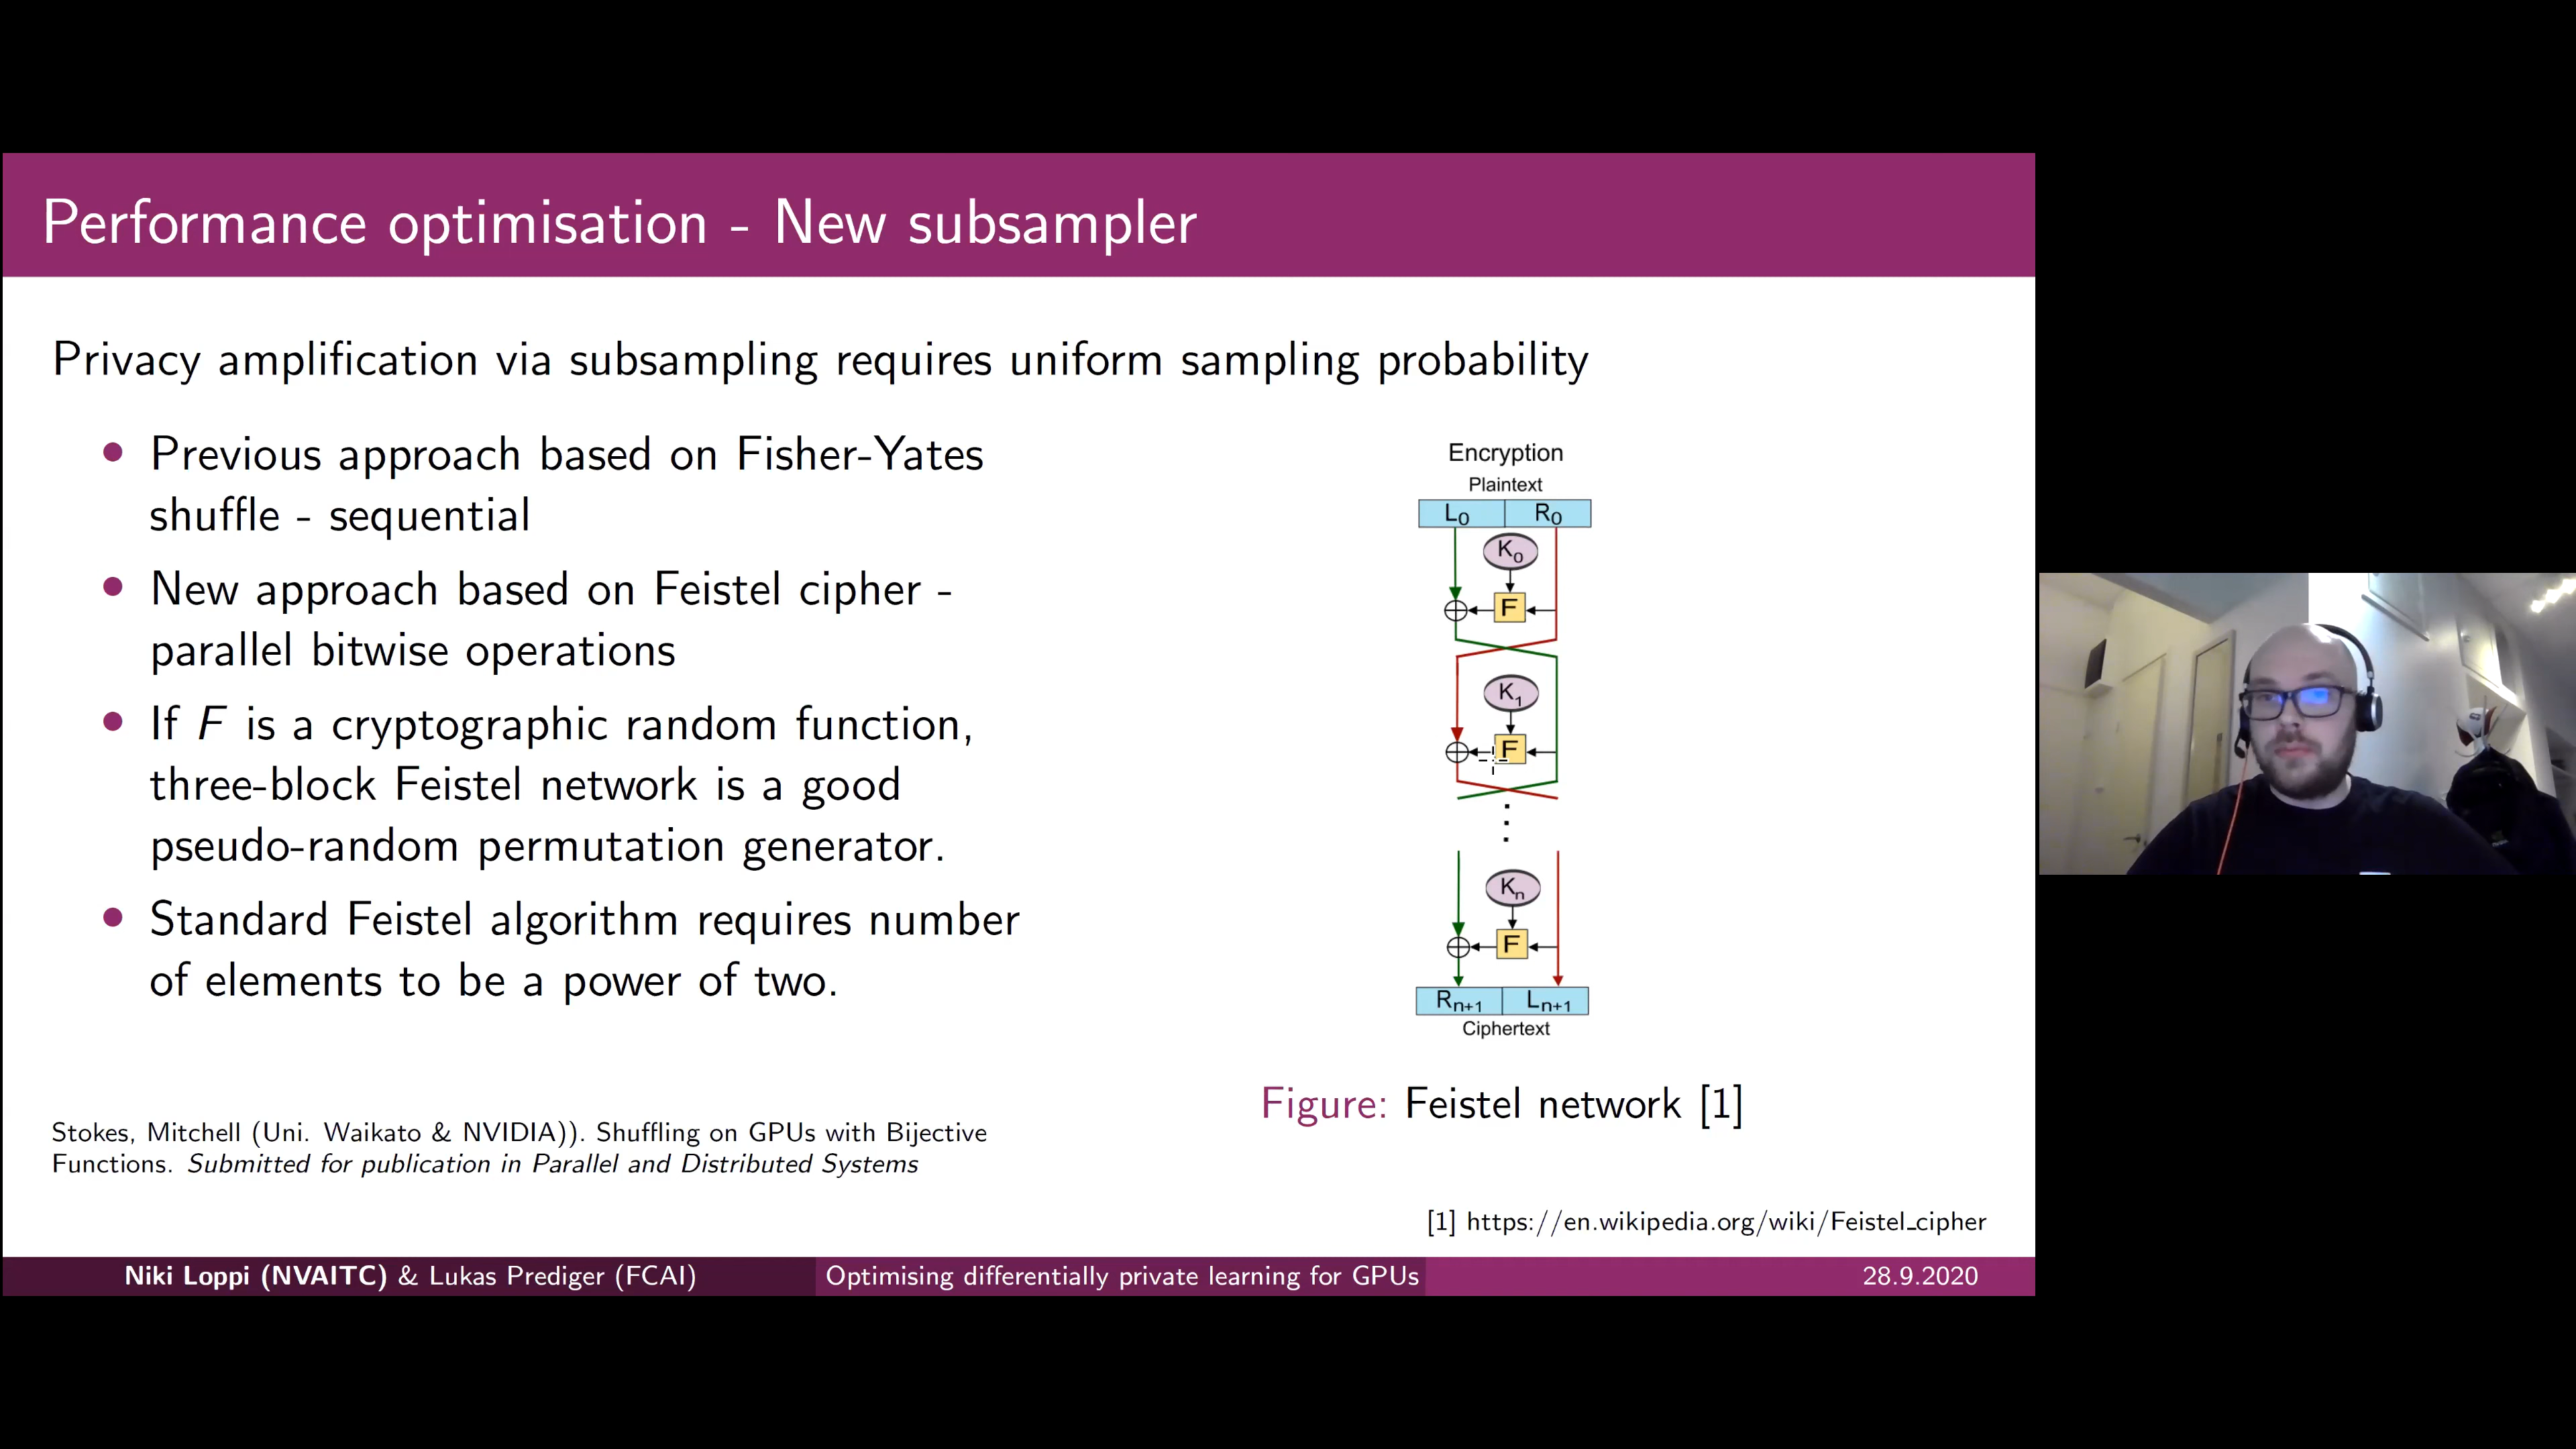 Performance optimisation - New subsampler
Privacy amplification via subsampling requires uniform sampling probability
• Previous approach based on Fisher-Yates
shuffle - sequential
• New approach based on Feistel cipher -
parallel bitwise operations
• If F is a cryptographic random function,
three-block Feistel network is a good
pseudo-random permutation generator.
• Standard Feistel algorithm requires number
of elements to be a power of two.
Stokes, Mitchell (Uni. Waikato & NVIDIA)). Shuffling on GPUs with Bijective
Functions. Submitted for publication in Parallel and Distributed Systems
Encryption
Plaintext
L0 R0
K0
F
K1
F
Kn
F
Rn+1 Ln+1
Ciphertext
Figure: Feistel network [1]
[1] https://en.wikipedia.org/wiki/Feistel_cipher
Niki Loppi (NVAITC) & Lukas Prediger (FCAI) Optimising differentially private learning for GPUs 28.9.2020